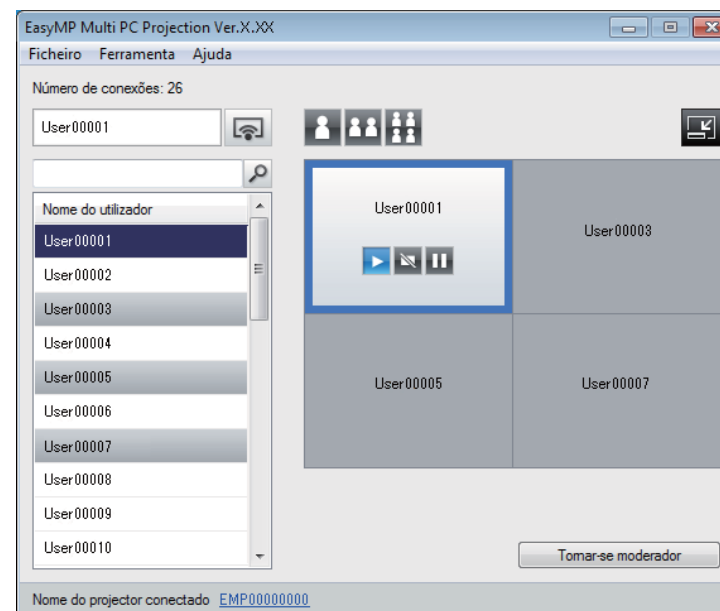 EasyMP Multi PC Projection Ver.X.XX
Ficheiro Ferramenta Ajuda
Número de conexões: 26
User00001
Nome do utilizador
User00001
User00002
User00003
User00004
User00005
User00006
User00007
User00008
User00009
User00010
User00001
User00003
User00005
User00007
Tornar-se moderador
Nome do projector conectado EMP00000000